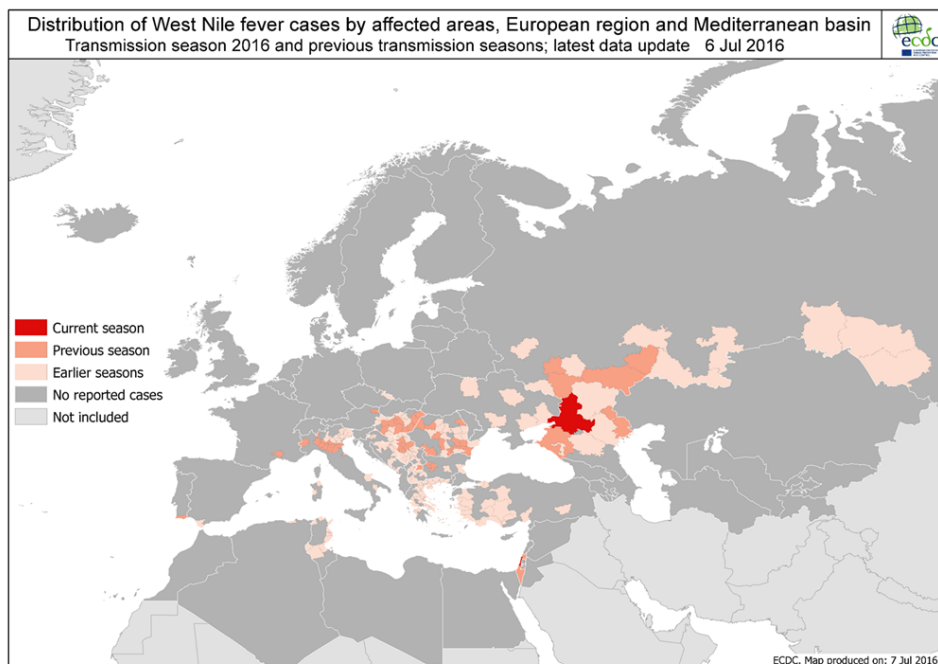 Distribution of West Nile fever cases by affected areas, European region and Mediterranean basin
Transmission season 2016 and previous transmission seasons; latest data update 6 Jul 2016
ecdc
Current season
Previous season
Earlier seasons
No reported cases
Not included
ECDC. Map produced on: 7 Jul 2016